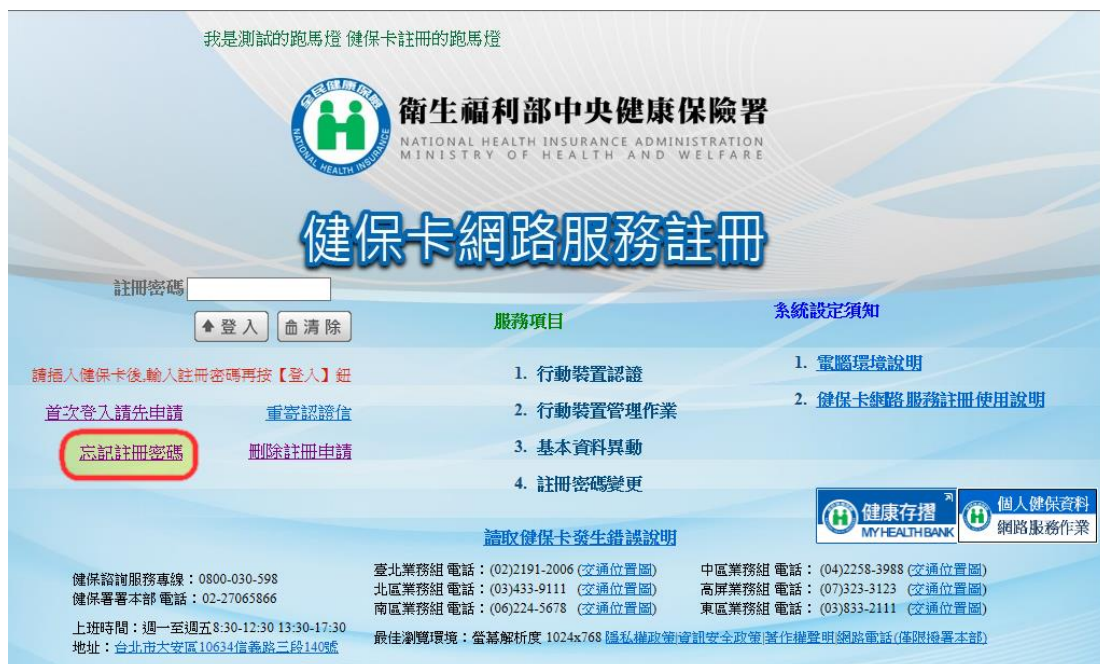 我是測試的跑馬燈 健保卡註冊的跑馬燈
全民健康保險
NATIONAL HEALTH INSURANCE
衛生福利部中央健康保險署
NATIONAL HEALTH INSURANCE ADMINISTRATION
MINISTRY OF HEALTH AND WELFARE
健保卡網路服務註冊
註冊密碼
登入 清除
請插入健保卡後,輸入註冊密碼再按【登入】鈕
首次登入請先申請 重寄認證信
忘記註冊密碼 刪除註冊申請
服務項目
1. 行動裝置認證
2. 行動裝置管理作業
3. 基本資料異動
4. 註冊密碼變更
系統設定須知
1. 電腦環境說明
2. 健保卡網路服務註冊使用說明
健康存摺
MYHEALTHBANK
個人健保資料
網路服務作業
讀取健保卡發生錯誤說明
健保諮詢服務專線：0800-030-598
健保署署本部 電話：02-27065866
上班時間：週一至週五8:30-12:30 13:30-17:30
地址：台北市大安區10634信義路三段140號
臺北業務組 電話：(02)2191-2006 (交通位置圖) 中區業務組 電話： (04)2258-3988 (交通位置圖)
北區業務組 電話：(03)433-9111 (交通位置圖) 高屏業務組 電話： (07)323-3123 (交通位置圖)
南區業務組 電話：(06)224-5678 (交通位置圖) 東區業務組 電話： (03)833-2111 (交通位置圖)
最佳瀏覽環境：螢幕解析度 1024x768 隱私權政策|資訊安全政策|著作權聲明|網路電話(僅限撥署本部)